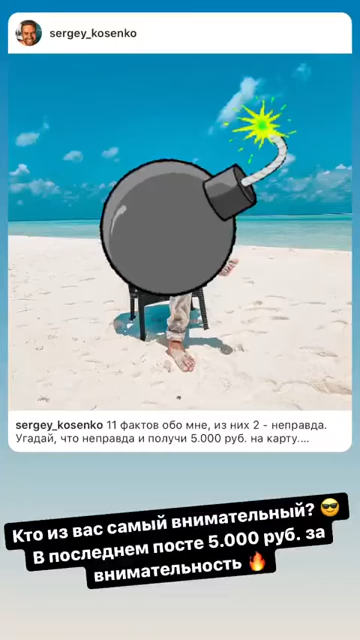 sergey_kosenko
sergey_kosenko 11 фактов обо мне, из них 2 - неправда.
Угадай, что неправда и получи 5.000 руб. на карту....
Кто из вас самый внимательный? 😎
В последнем посте 5.000 руб. за
внимательность 🔥